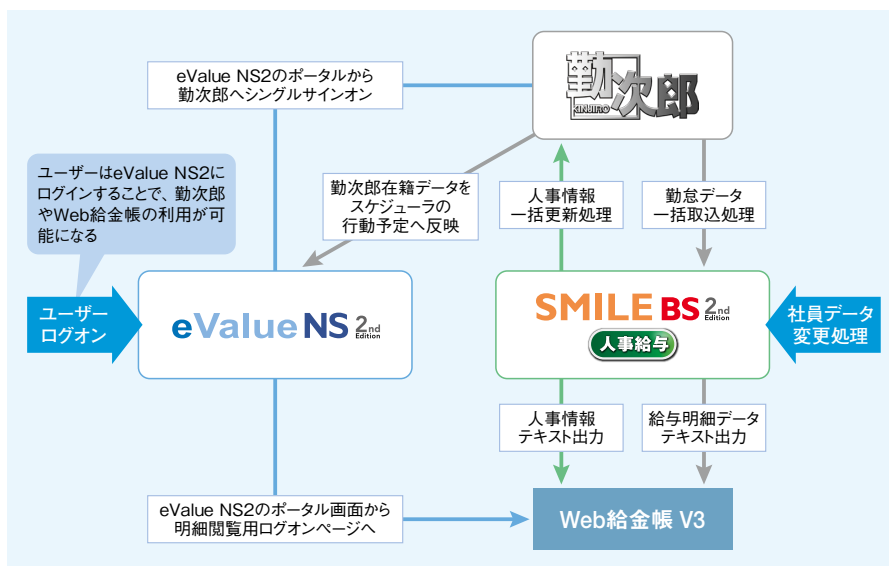 eValue NS2のポータルから
勤次郎へシングルサインオン
勤次郎
KINJIRO
ユーザーはeValue NS2に
ログインすることで、勤次郎
やWeb給金帳の利用が可
能になる
勤次郎在籍データを
スケジューラの
行動予定へ反映
人事情報
一括更新処理
勤怠データ
一括取込処理
ユーザー
ログオン
eValue NS 2nd Edition
SMILE BS 2nd Edition
人事給与
社員データ
変更処理
人事情報
テキスト出力
給与明細データ
テキスト出力
eValue NS2のポータル画面から
明細閲覧用ログオンページへ
Web給金帳 V3